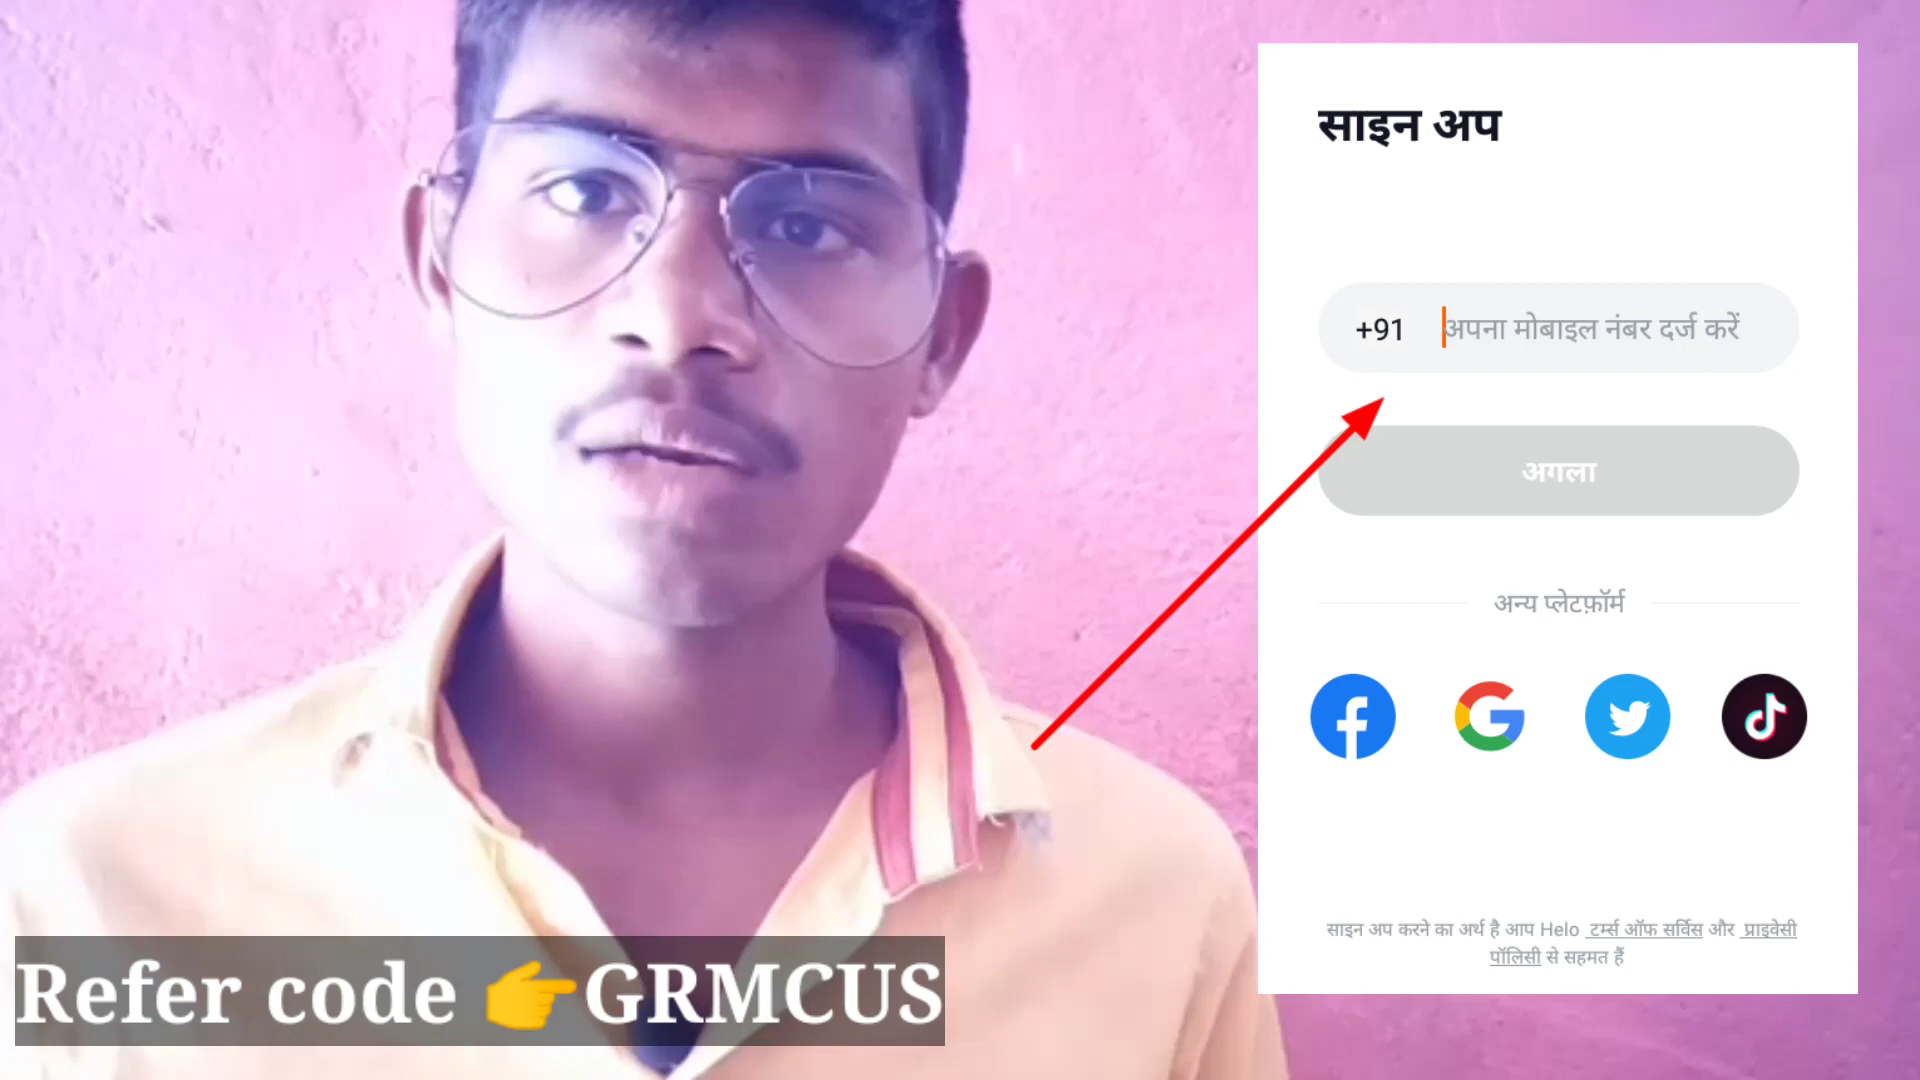 साइन अप
+91 अपना मोबाइल नंबर दर्ज करें
अगला
अन्य प्लेटफ़ॉर्म
साइन अप करने का अर्थ है आप Helo टर्म्स ऑफ सर्विस और प्राइवेसी
पॉलिसी से सहमत हैं
Refer code 👉GRMCUS